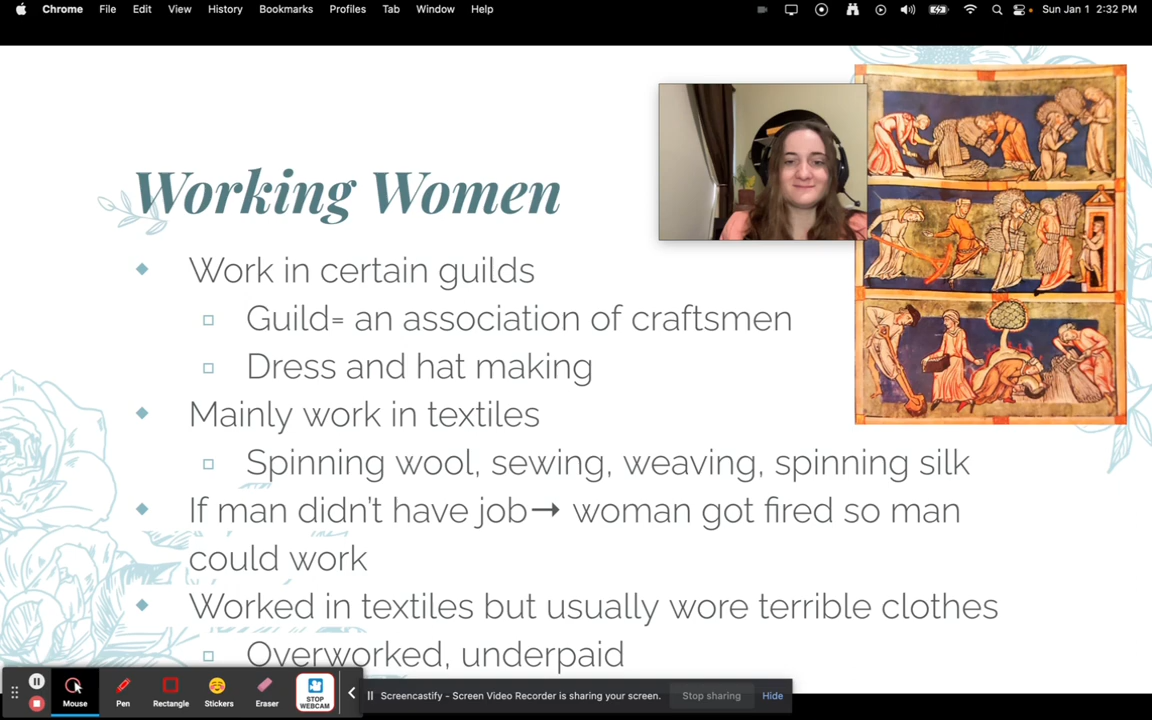 Chrome File Edit View History Bookmarks Profiles Tab Window Help Sun Jan 1 2:32 PM
Working Women
Work in certain guilds
Guild= an association of craftsmen
Dress and hat making
Mainly work in textiles
Spinning wool, sewing, weaving, spinning silk
If man didn't have job→ woman got fired so man
could work
Worked in textiles but usually wore terrible clothes
Overworked, underpaid
Mouse Pen Rectangle Stickers Eraser STOP WEBCAM
Screencastify - Screen Video Recorder is sharing your screen. Stop sharing Hide